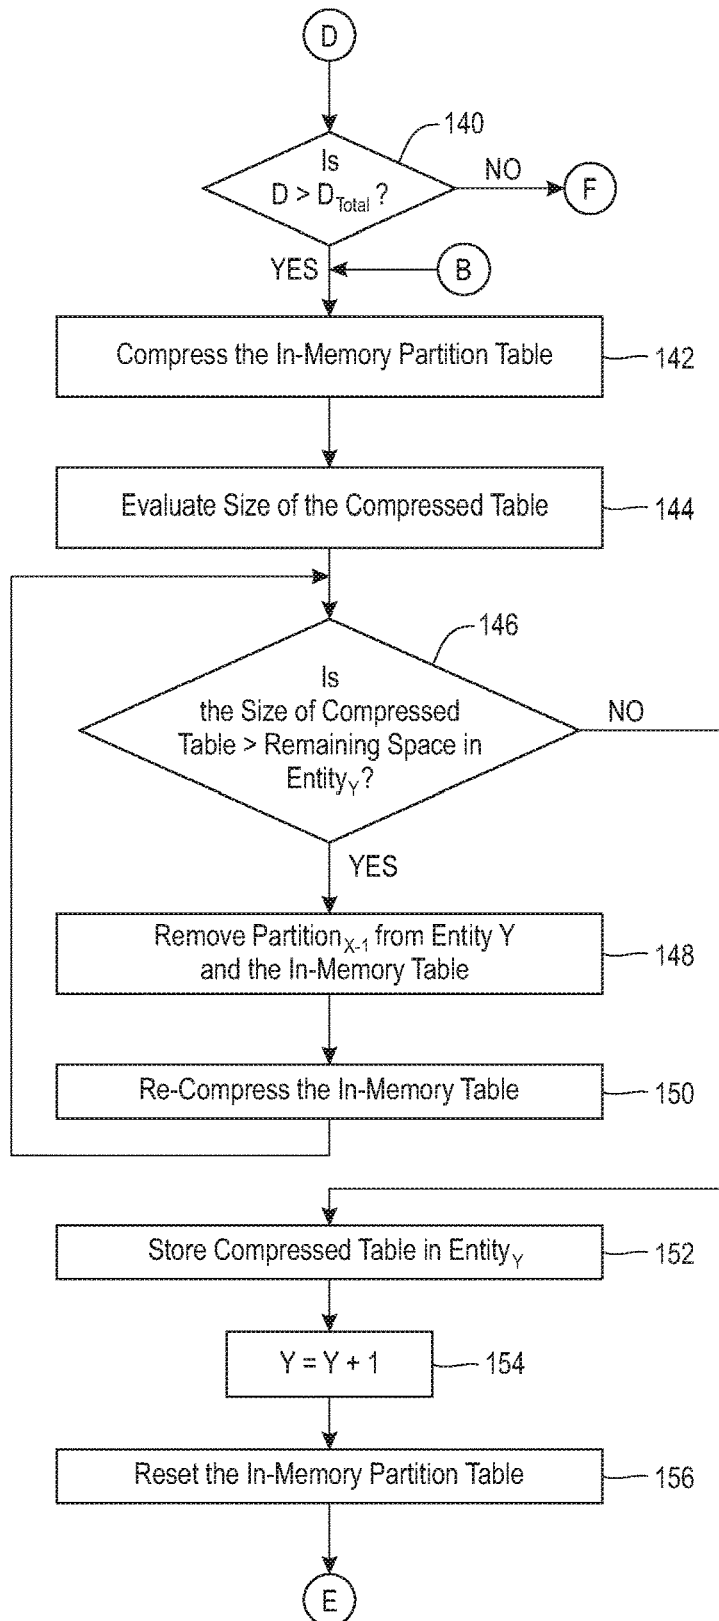 D
140
Is
D > D_Total ?
NO
F
YES
B
Compress the In-Memory Partition Table
142
Evaluate Size of the Compressed Table
144
146
Is
the Size of Compressed
Table > Remaining Space in
Entity_Y?
NO
YES
Remove Partition_X-1 from Entity Y
and the In-Memory Table
148
Re-Compress the In-Memory Table
150
Store Compressed Table in Entity_Y
152
Y = Y + 1
154
Reset the In-Memory Partition Table
156
E